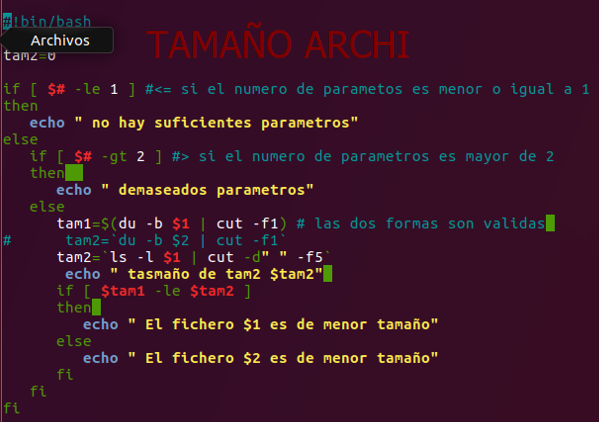 #!bin/bash
Archivos
TAMAÑO ARCHI
tam2=0
if [ $# -le 1 ] #<= si el numero de parametos es menor o igual a 1
then
echo " no hay suficientes parametros"
else
if [ $# -gt 2 ] #> si el numero de parametros es mayor de 2
then
echo " demaseados parametros"
else
tam1=$(du -b $1 | cut -f1) # las dos formas son validas
# tam2=`du -b $2 | cut -f1`
tam2=`ls -l $1 | cut -d" " -f5`
echo " tasmaño de tam2 $tam2"
if [ $tam1 -le $tam2 ]
then
echo " El fichero $1 es de menor tamaño"
else
echo " El fichero $2 es de menor tamaño"
fi
fi
fi